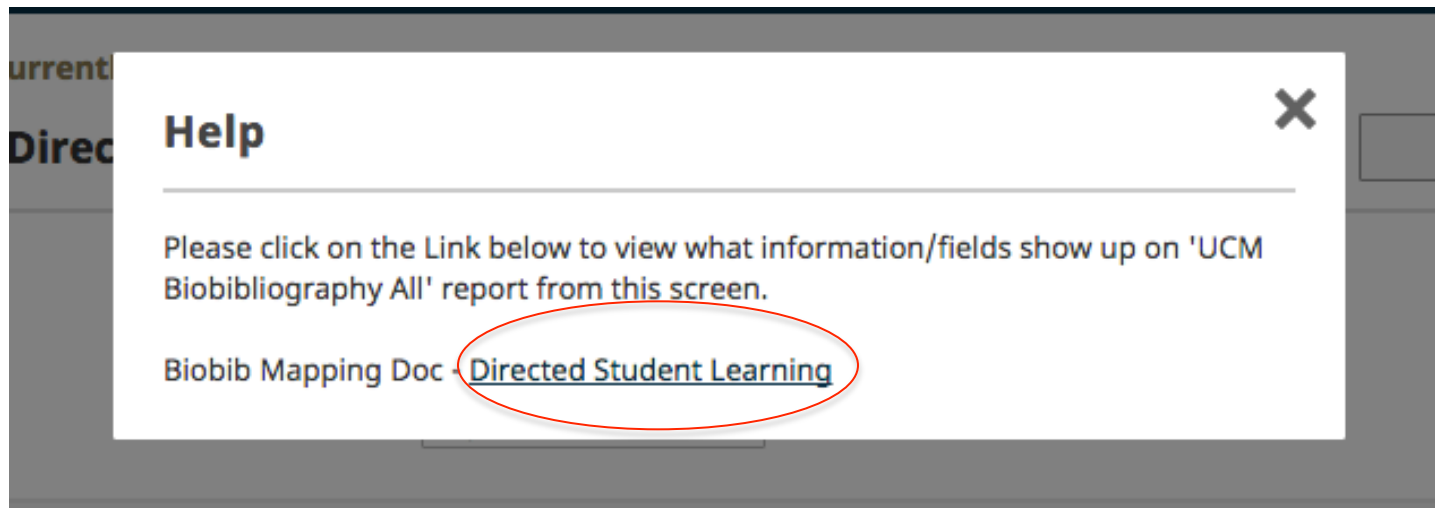 urrentl
Direc
Help
Please click on the Link below to view what information/fields show up on 'UCM
Biobibliography All' report from this screen.
Biobib Mapping Doc - Directed Student Learning